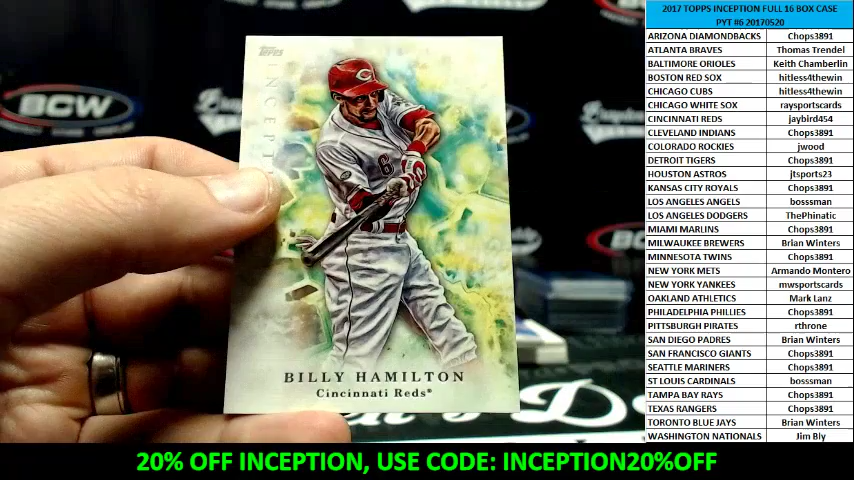 Topps
INCEPTI
BCW
6
BILLY HAMILTON
Cincinnati Reds®
BC
2017 TOPPS INCEPTION FULL 16 BOX CASE
PYT #6 20170520
ARIZONA DIAMONDBACKS Chops3891
ATLANTA BRAVES Thomas Trendel
BALTIMORE ORIOLES Keith Chamberlin
BOSTON RED SOX hitless4thewin
CHICAGO CUBS hitless4thewin
CHICAGO WHITE SOX raysportscards
CINCINNATI REDS jaybird454
CLEVELAND INDIANS Chops3891
COLORADO ROCKIES jwood
DETROIT TIGERS Chops3891
HOUSTON ASTROS jtsports23
KANSAS CITY ROYALS Chops3891
LOS ANGELES ANGELS bosssman
LOS ANGELES DODGERS ThePhinatic
MIAMI MARLINS Chops3891
MILWAUKEE BREWERS Brian Winters
MINNESOTA TWINS Chops3891
NEW YORK METS Armando Montero
NEW YORK YANKEES mwsportscards
OAKLAND ATHLETICS Mark Lanz
PHILADELPHIA PHILLIES Chops3891
PITTSBURGH PIRATES rthrone
SAN DIEGO PADRES Brian Winters
SAN FRANCISCO GIANTS Chops3891
SEATTLE MARINERS Chops3891
ST LOUIS CARDINALS bosssman
TAMPA BAY RAYS Chops3891
TEXAS RANGERS Chops3891
TORONTO BLUE JAYS Brian Winters
WASHINGTON NATIONALS Jim Bly
20% OFF INCEPTION, USE CODE: INCEPTION20%OFF